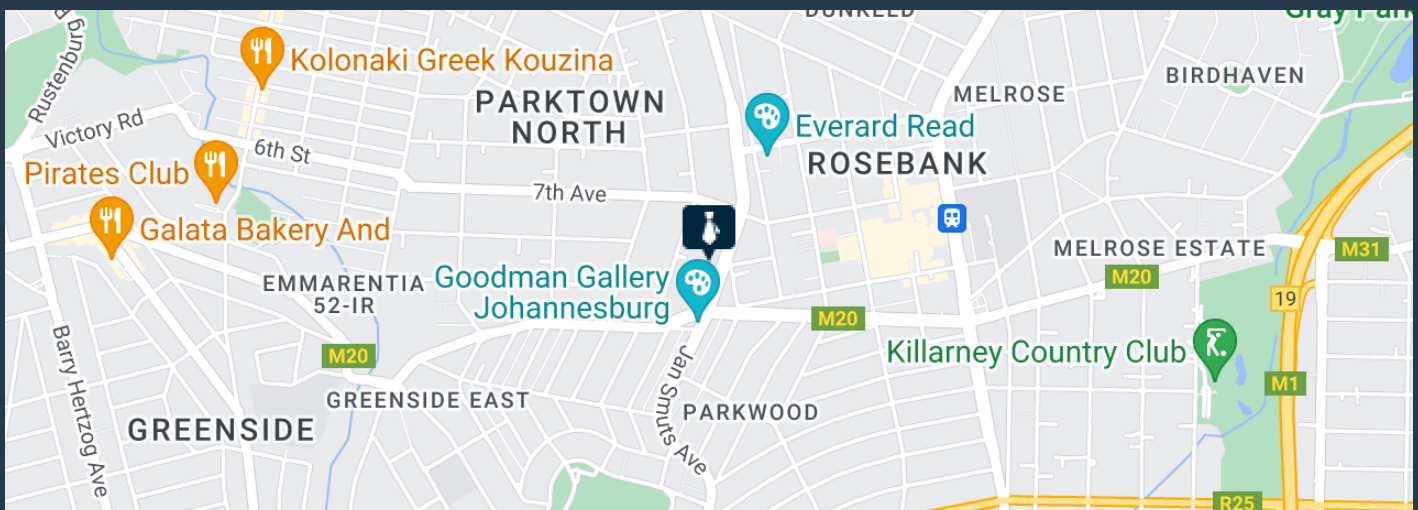 DUNKELD
Gray Park
Rustenburg R
Kolonaki Greek Kouzina
BIRDHAVEN
MELROSE
PARKTOWN
NORTH
Victory Rd
Everard Read
6th St
ROSEBANK
Pirates Club
7th Ave
Galata Bakery And
MELROSE ESTATE
M31
M20
EMMARENTIA
52-IR
Goodman Gallery
Johannesburg
19
M20
M20
Killarney Country Club
Jan Smuts Ave
Barry Hertzog Ave
M1
GREENSIDE EAST
PARKWOOD
GREENSIDE
R25